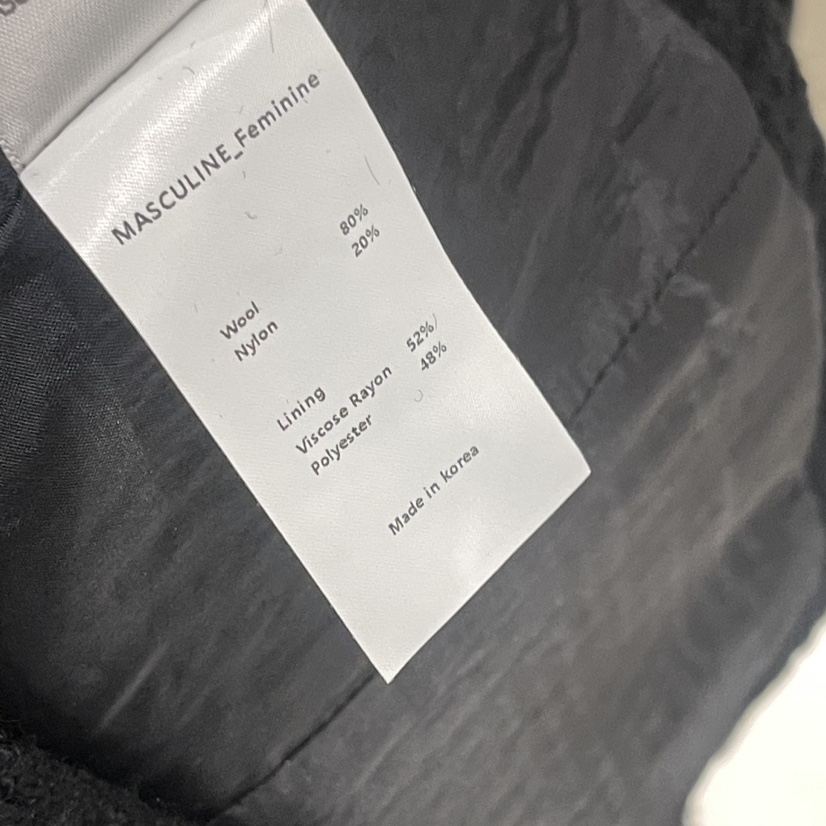 MASCULINE_Feminine
Wool 80%
Nylon 20%
Lining
Viscose Rayon 52%/
Polyester 48%
Made in korea